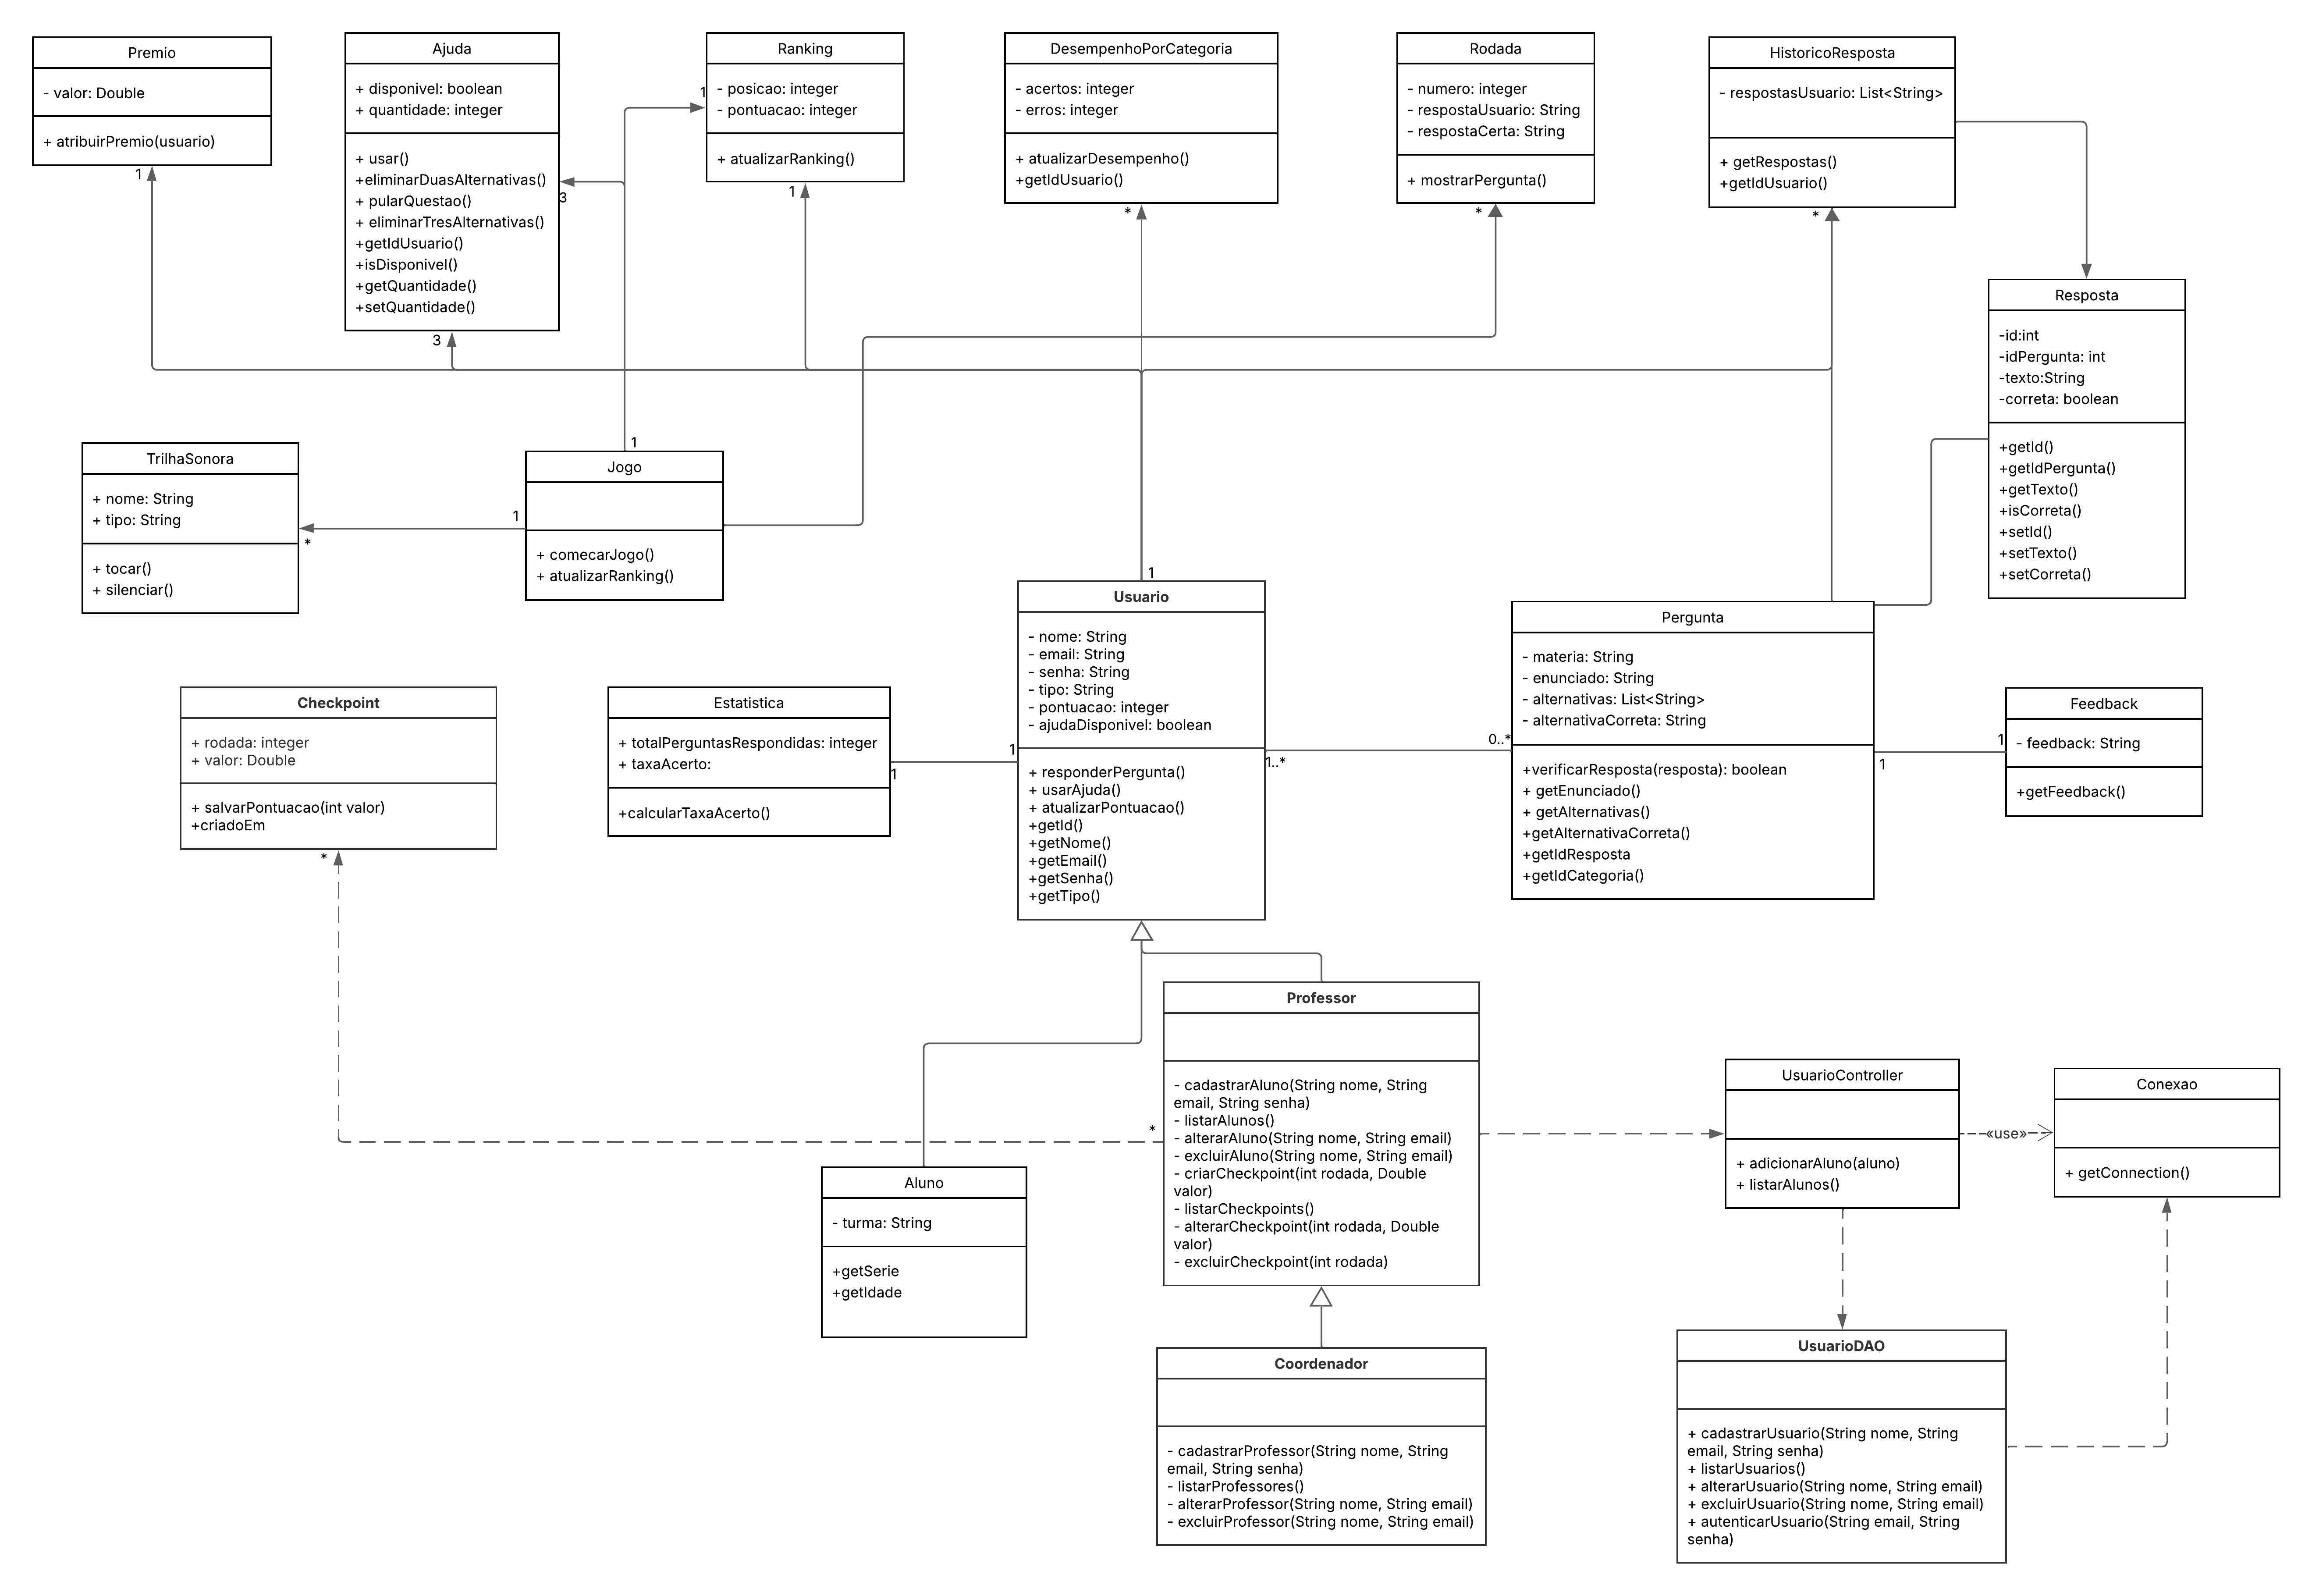 Premio
- valor: Double
+ atribuirPremio(usuario)
1
Ajuda
+ disponivel: boolean
+ quantidade: integer
+ usar()
+eliminarDuasAlternativas()
+ pularQuestao()
+ eliminarTresAlternativas()
+getIdUsuario()
+isDisponivel()
+getQuantidade()
+setQuantidade()
3
3
Ranking
- posicao: integer
- pontuacao: integer
+ atualizarRanking()
1
1
DesempenhoPorCategoria
- acertos: integer
- erros: integer
+ atualizarDesempenho()
+getIdUsuario()
*
Rodada
- numero: integer
- respostaUsuario: String
- respostaCerta: String
+ mostrarPergunta()
*
HistoricoResposta
- respostasUsuario: List<String>
+ getRespostas()
+getIdUsuario()
*
Resposta
-id:int
-idPergunta: int
-texto:String
-correta: boolean
+getId()
+getIdPergunta()
+getTexto()
+isCorreta()
+setId()
+setTexto()
+setCorreta()
TrilhaSonora
+ nome: String
+ tipo: String
+ tocar()
+ silenciar()
*
1
1
Jogo
+ comecarJogo()
+ atualizarRanking()
1
Usuario
- nome: String
- email: String
- senha: String
- tipo: String
- pontuacao: integer
- ajudaDisponivel: boolean
+ responderPergunta()
+ usarAjuda()
+ atualizarPontuacao()
+getId()
+getNome()
+getEmail()
+getSenha()
+getTipo()
1
1..*
0..*
Pergunta
- materia: String
- enunciado: String
- alternativas: List<String>
- alternativaCorreta: String
+verificarResposta(resposta): boolean
+ getEnunciado()
+ getAlternativas()
+getAlternativaCorreta()
+getIdResposta
+getIdCategoria()
1
1
Feedback
- feedback: String
+getFeedback()
Checkpoint
+ rodada: integer
+ valor: Double
+ salvarPontuacao(int valor)
+criadoEm
*
Estatistica
+ totalPerguntasRespondidas: integer
+ taxaAcerto:
+calcularTaxaAcerto()
1
Professor
- cadastrarAluno(String nome, String
email, String senha)
- listarAlunos()
- alterarAluno(String nome, String email)
- excluirAluno(String nome, String email)
- criarCheckpoint(int rodada, Double
valor)
- listarCheckpoints()
- alterarCheckpoint(int rodada, Double
valor)
- excluirCheckpoint(int rodada)
*
Aluno
- turma: String
+getSerie
+getIdade
UsuarioController
+ adicionarAluno(aluno)
+ listarAlunos()
«use»
Conexao
+ getConnection()
Coordenador
- cadastrarProfessor(String nome, String
email, String senha)
- listarProfessores()
- alterarProfessor(String nome, String email)
- excluirProfessor(String nome, String email)
UsuarioDAO
+ cadastrarUsuario(String nome, String
email, String senha)
+ listarUsuarios()
+ alterarUsuario(String nome, String email)
+ excluirUsuario(String nome, String email)
+ autenticarUsuario(String email, String
senha)